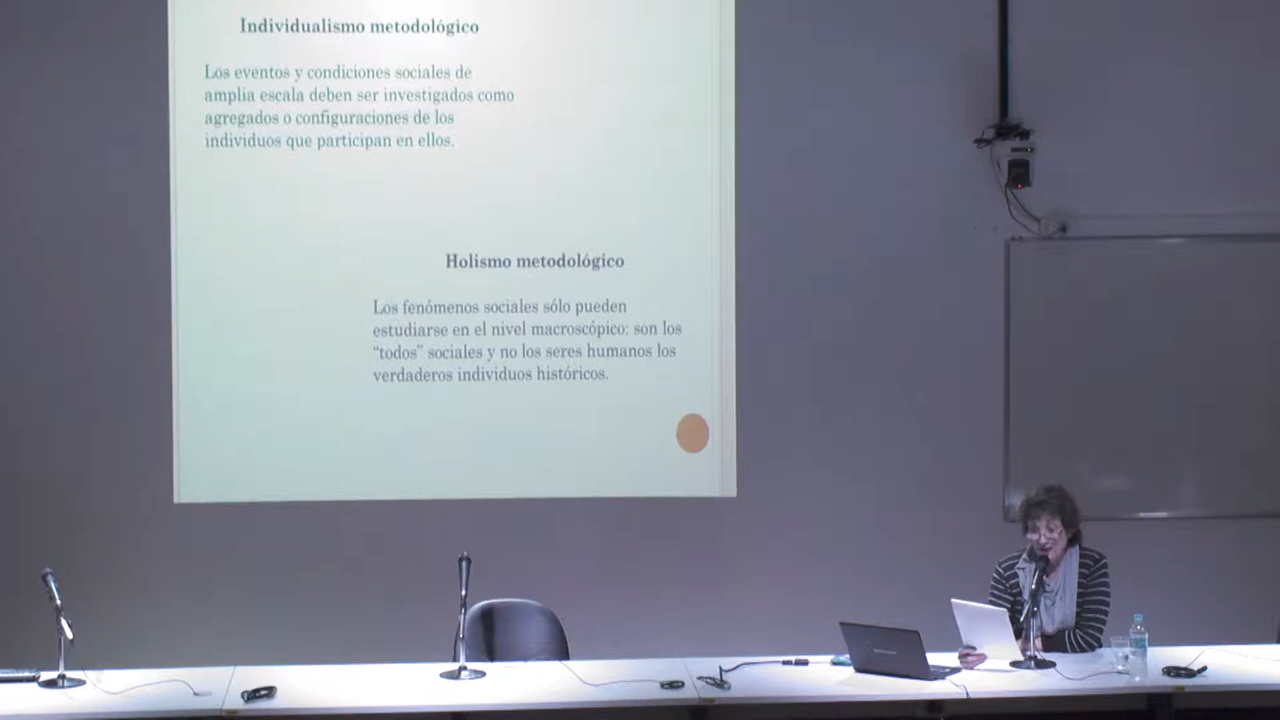 Individualismo metodológico
Los eventos y condiciones sociales de
amplia escala deben ser investigados como
agregados o configuraciones de los
individuos que participan en ellos.
Holismo metodológico
Los fenómenos sociales sólo pueden
estudiarse en el nivel macroscópico: son los
“todos” sociales y no los seres humanos los
verdaderos individuos históricos.